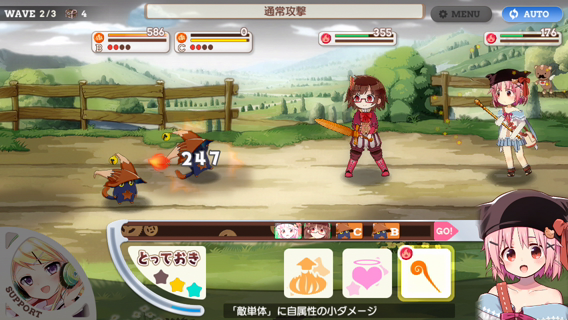 WAVE 2/3 4
通常攻撃
MENU
AUTO
586
B
0
C
355
176
247
C
B
GO!
とっておき
SUPPORT
「敵単体」に自属性の小ダメージ